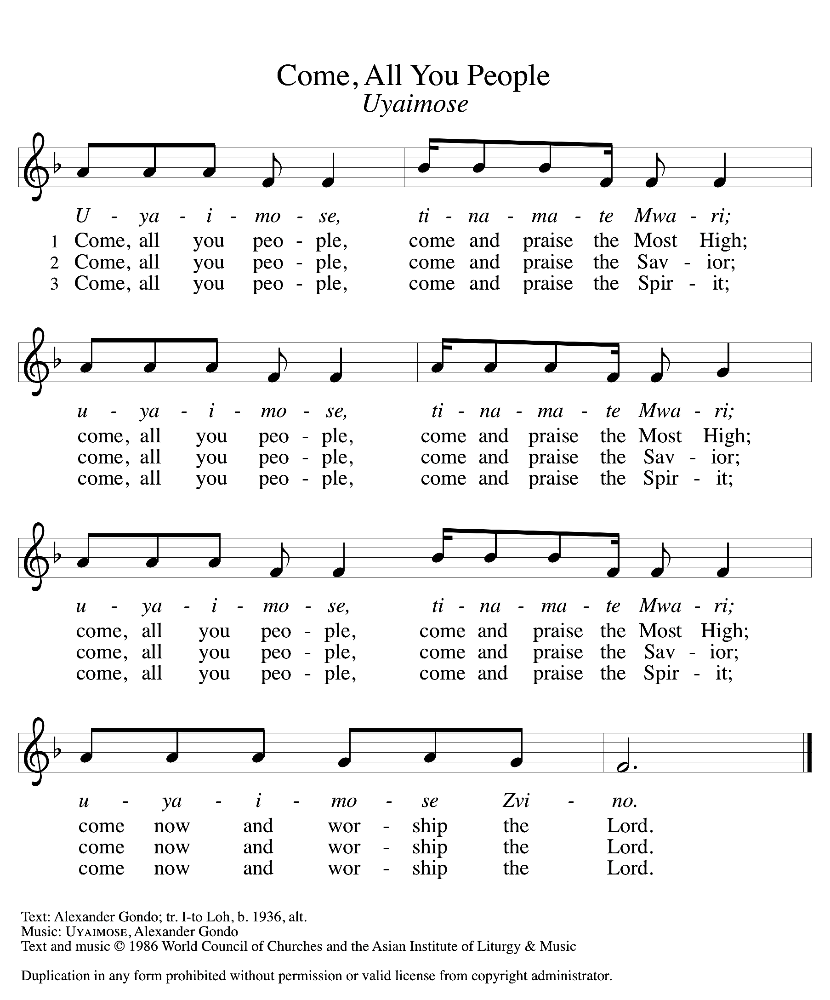 Come, All You People
Uyaimose
U - ya - i - mo - se, ti - na - ma - te Mwa - ri;
1 Come, all you peo - ple, come and praise the Most High;
2 Come, all you peo - ple, come and praise the Sav - ior;
3 Come, all you peo - ple, come and praise the Spir - it;
u - ya - i - mo - se, ti - na - ma - te Mwa - ri;
come, all you peo - ple, come and praise the Most High;
come, all you peo - ple, come and praise the Sav - ior;
come, all you peo - ple, come and praise the Spir - it;
u - ya - i - mo - se, ti - na - ma - te Mwa - ri;
come, all you peo - ple, come and praise the Most High;
come, all you peo - ple, come and praise the Sav - ior;
come, all you peo - ple, come and praise the Spir - it;
u - ya - i - mo - se Zvi - no.
come now and wor - ship the Lord.
come now and wor - ship the Lord.
come now and wor - ship the Lord.
Text: Alexander Gondo; tr. I-to Loh, b. 1936, alt.
Music: UYAIMOSE, Alexander Gondo
Text and music © 1986 World Council of Churches and the Asian Institute of Liturgy & Music
Duplication in any form prohibited without permission or valid license from copyright administrator.